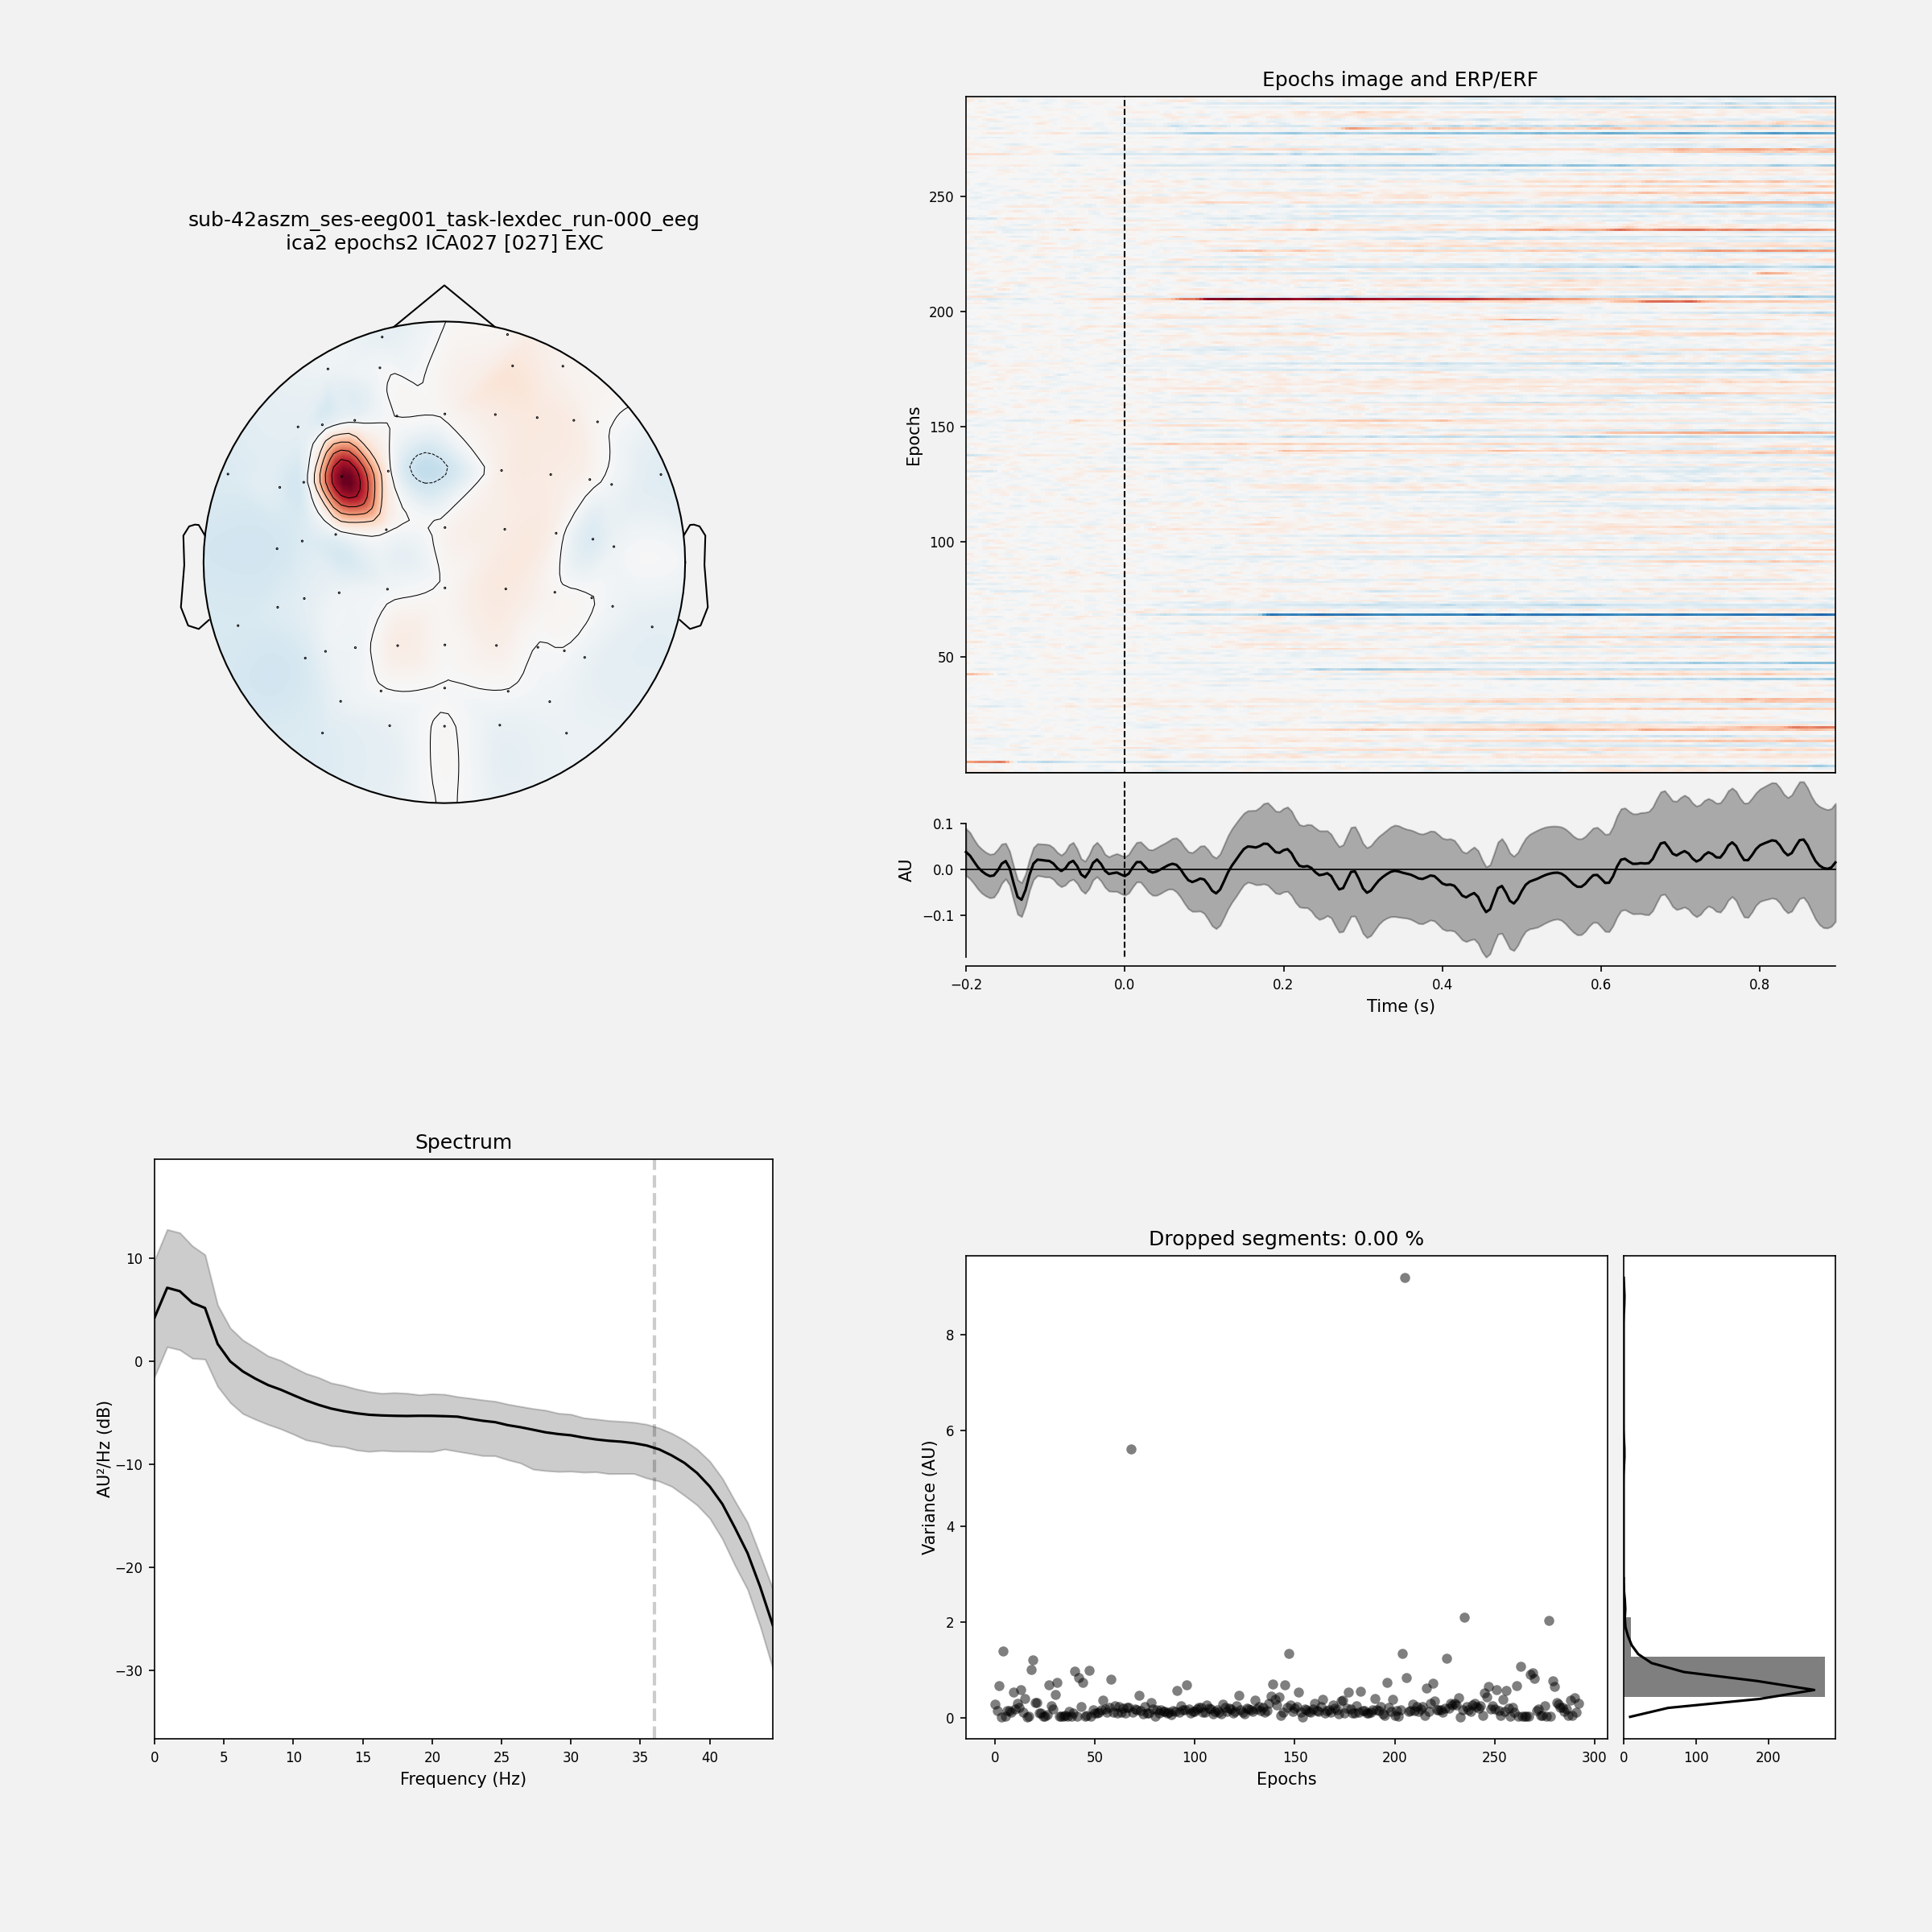 sub-42aszm_ses-eeg001_task-lexdec_run-000_eeg
ica2 epochs2 ICA027 [027] EXC
Epochs image and ERP/ERF
Epochs
250
200
150
100
50
AU
0.1
0.0
−0.1
−0.2 0.0 0.2 0.4 0.6 0.8
Time (s)
Spectrum
AU²/Hz (dB)
10
0
−10
−20
−30
0 5 10 15 20 25 30 35 40
Frequency (Hz)
Dropped segments: 0.00 %
Variance (AU)
8
6
4
2
0
0 50 100 150 200 250 300
Epochs
0 100 200